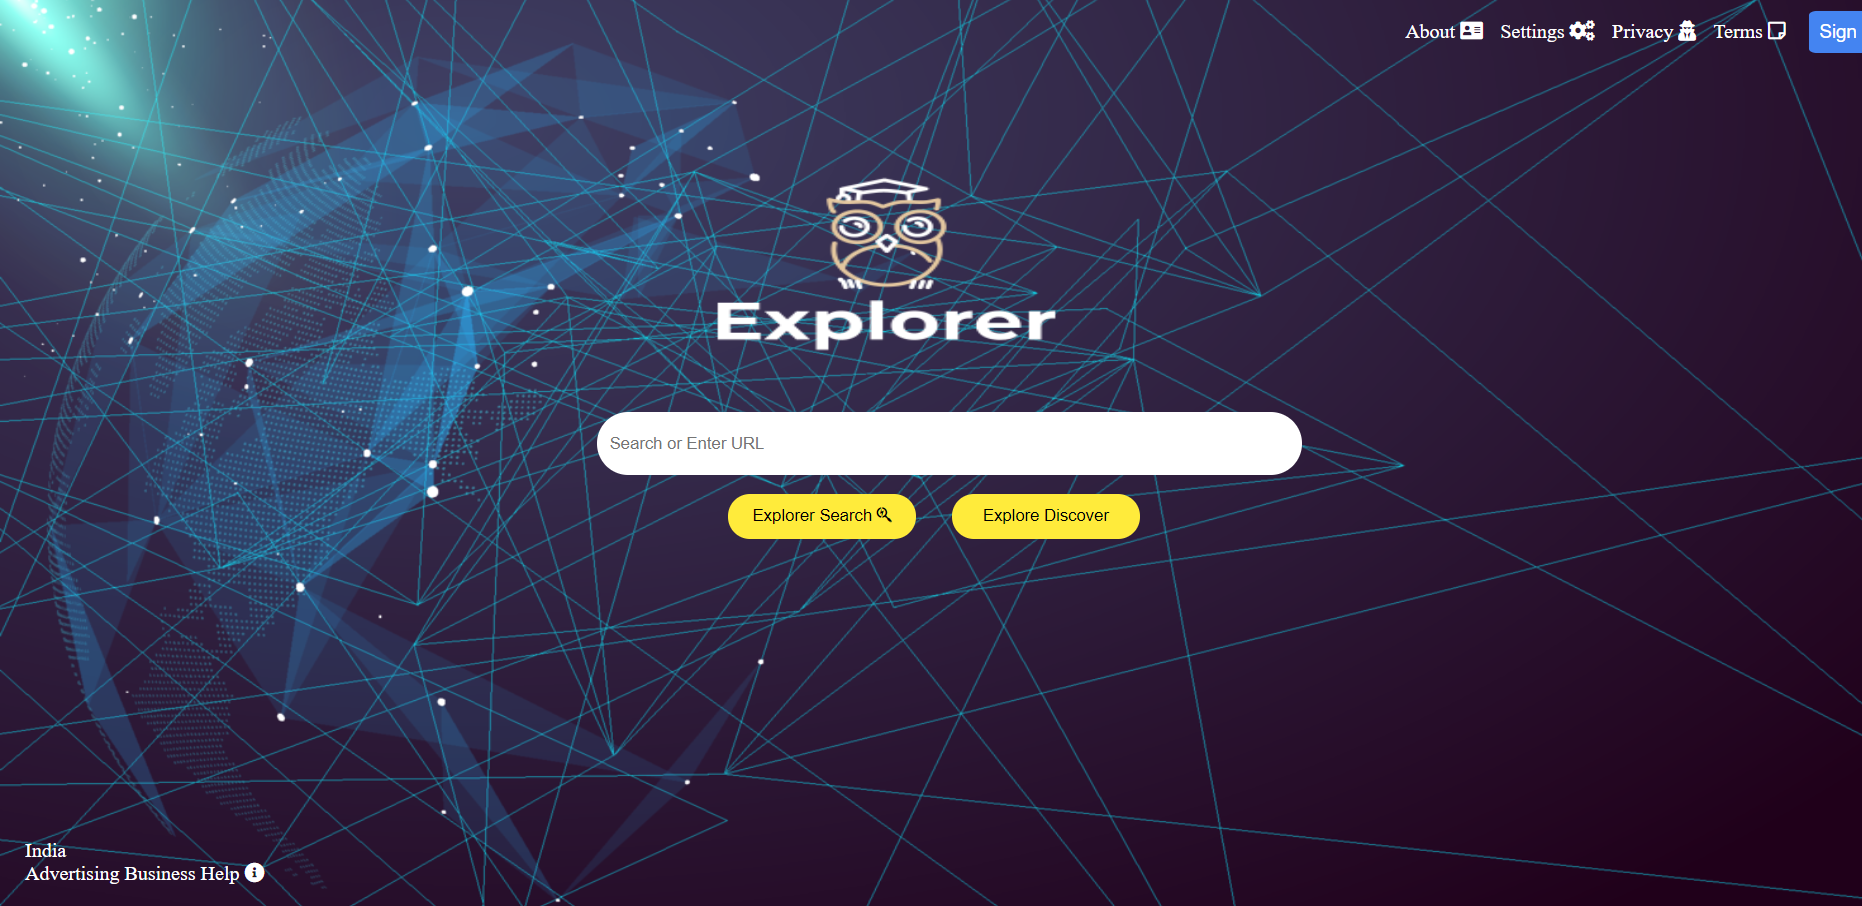 About Settings Privacy Terms Sign
Explorer
Search or Enter URL
Explorer Search Explore Discover
India
Advertising Business Help